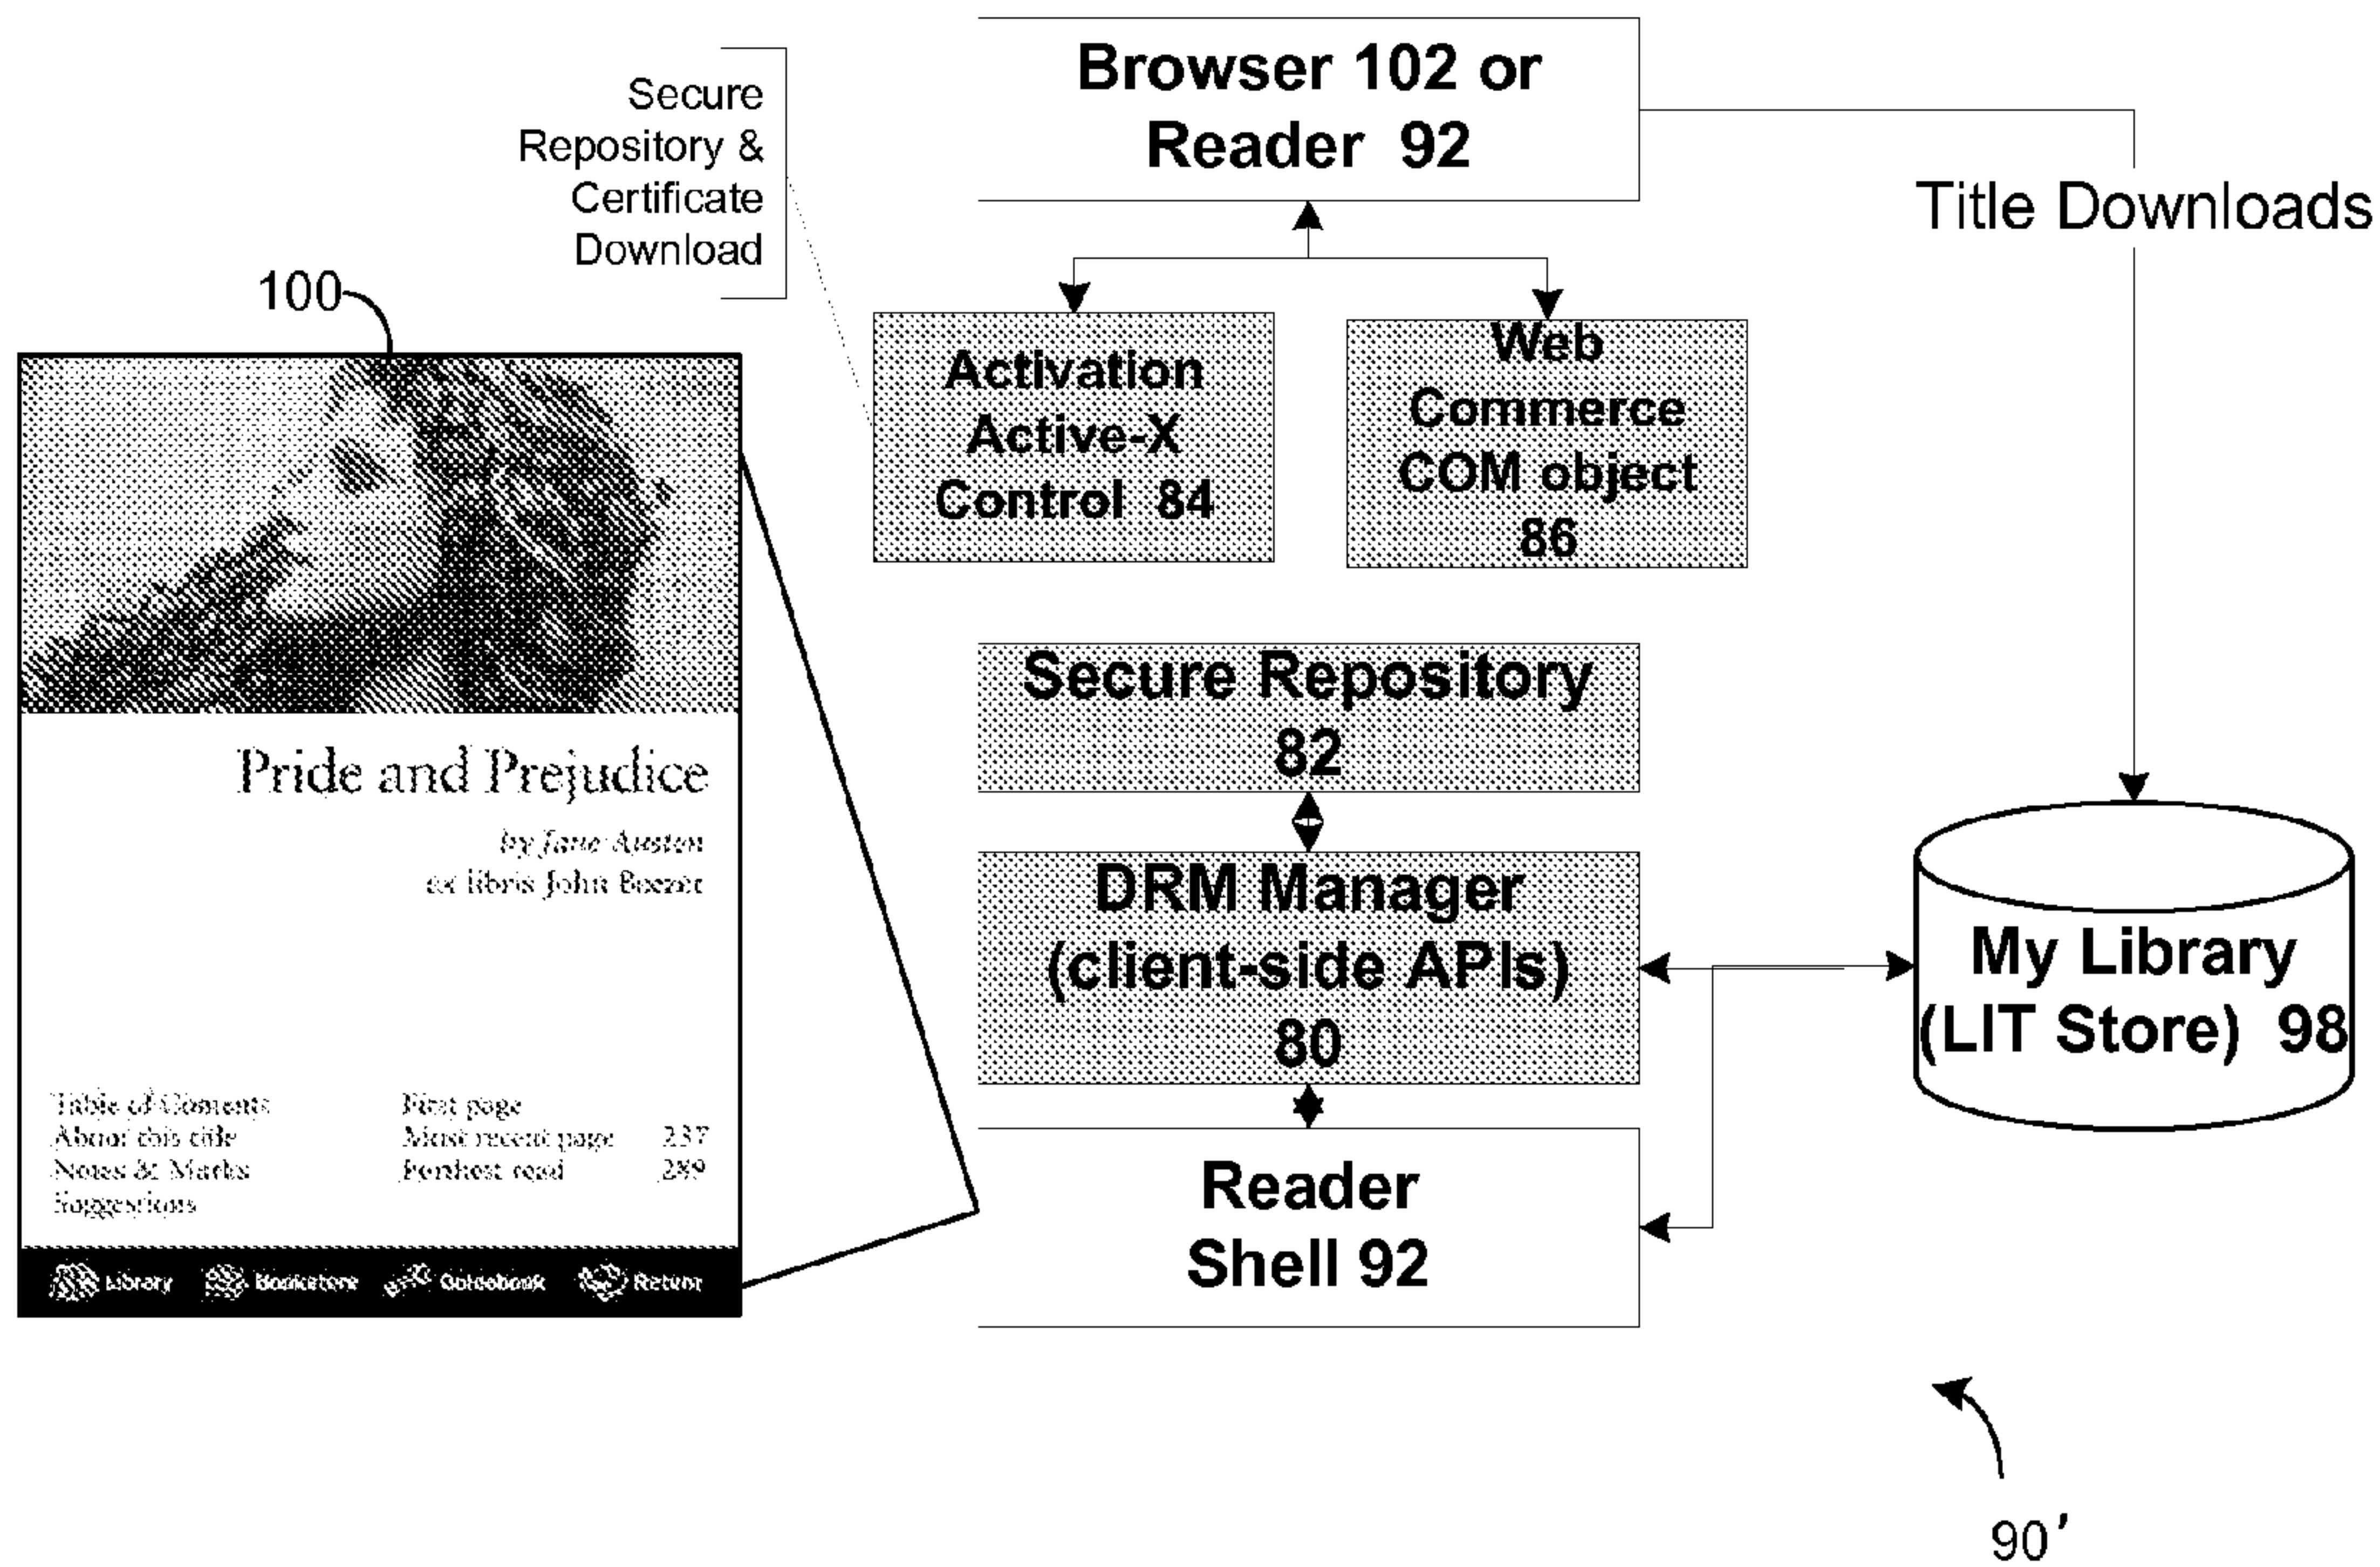 Browser 102 or
Reader 92
Secure
Repository &
Certificate
Download
Title Downloads
100
Activation
Active-X
Control 84
Web
Commerce
COM object
86
Secure Repository
82
DRM Manager
(client-side APIs)
80
Reader
Shell 92
My Library
(LIT Store) 98
Pride and Prejudice
by Jane Austen
ex libris John Boezer
Table of Contents
About this title
Notes & Marks
Suggestions
First page
Most recent page 237
Furthest read 289
Library Bookstore Guidebook Return
90'